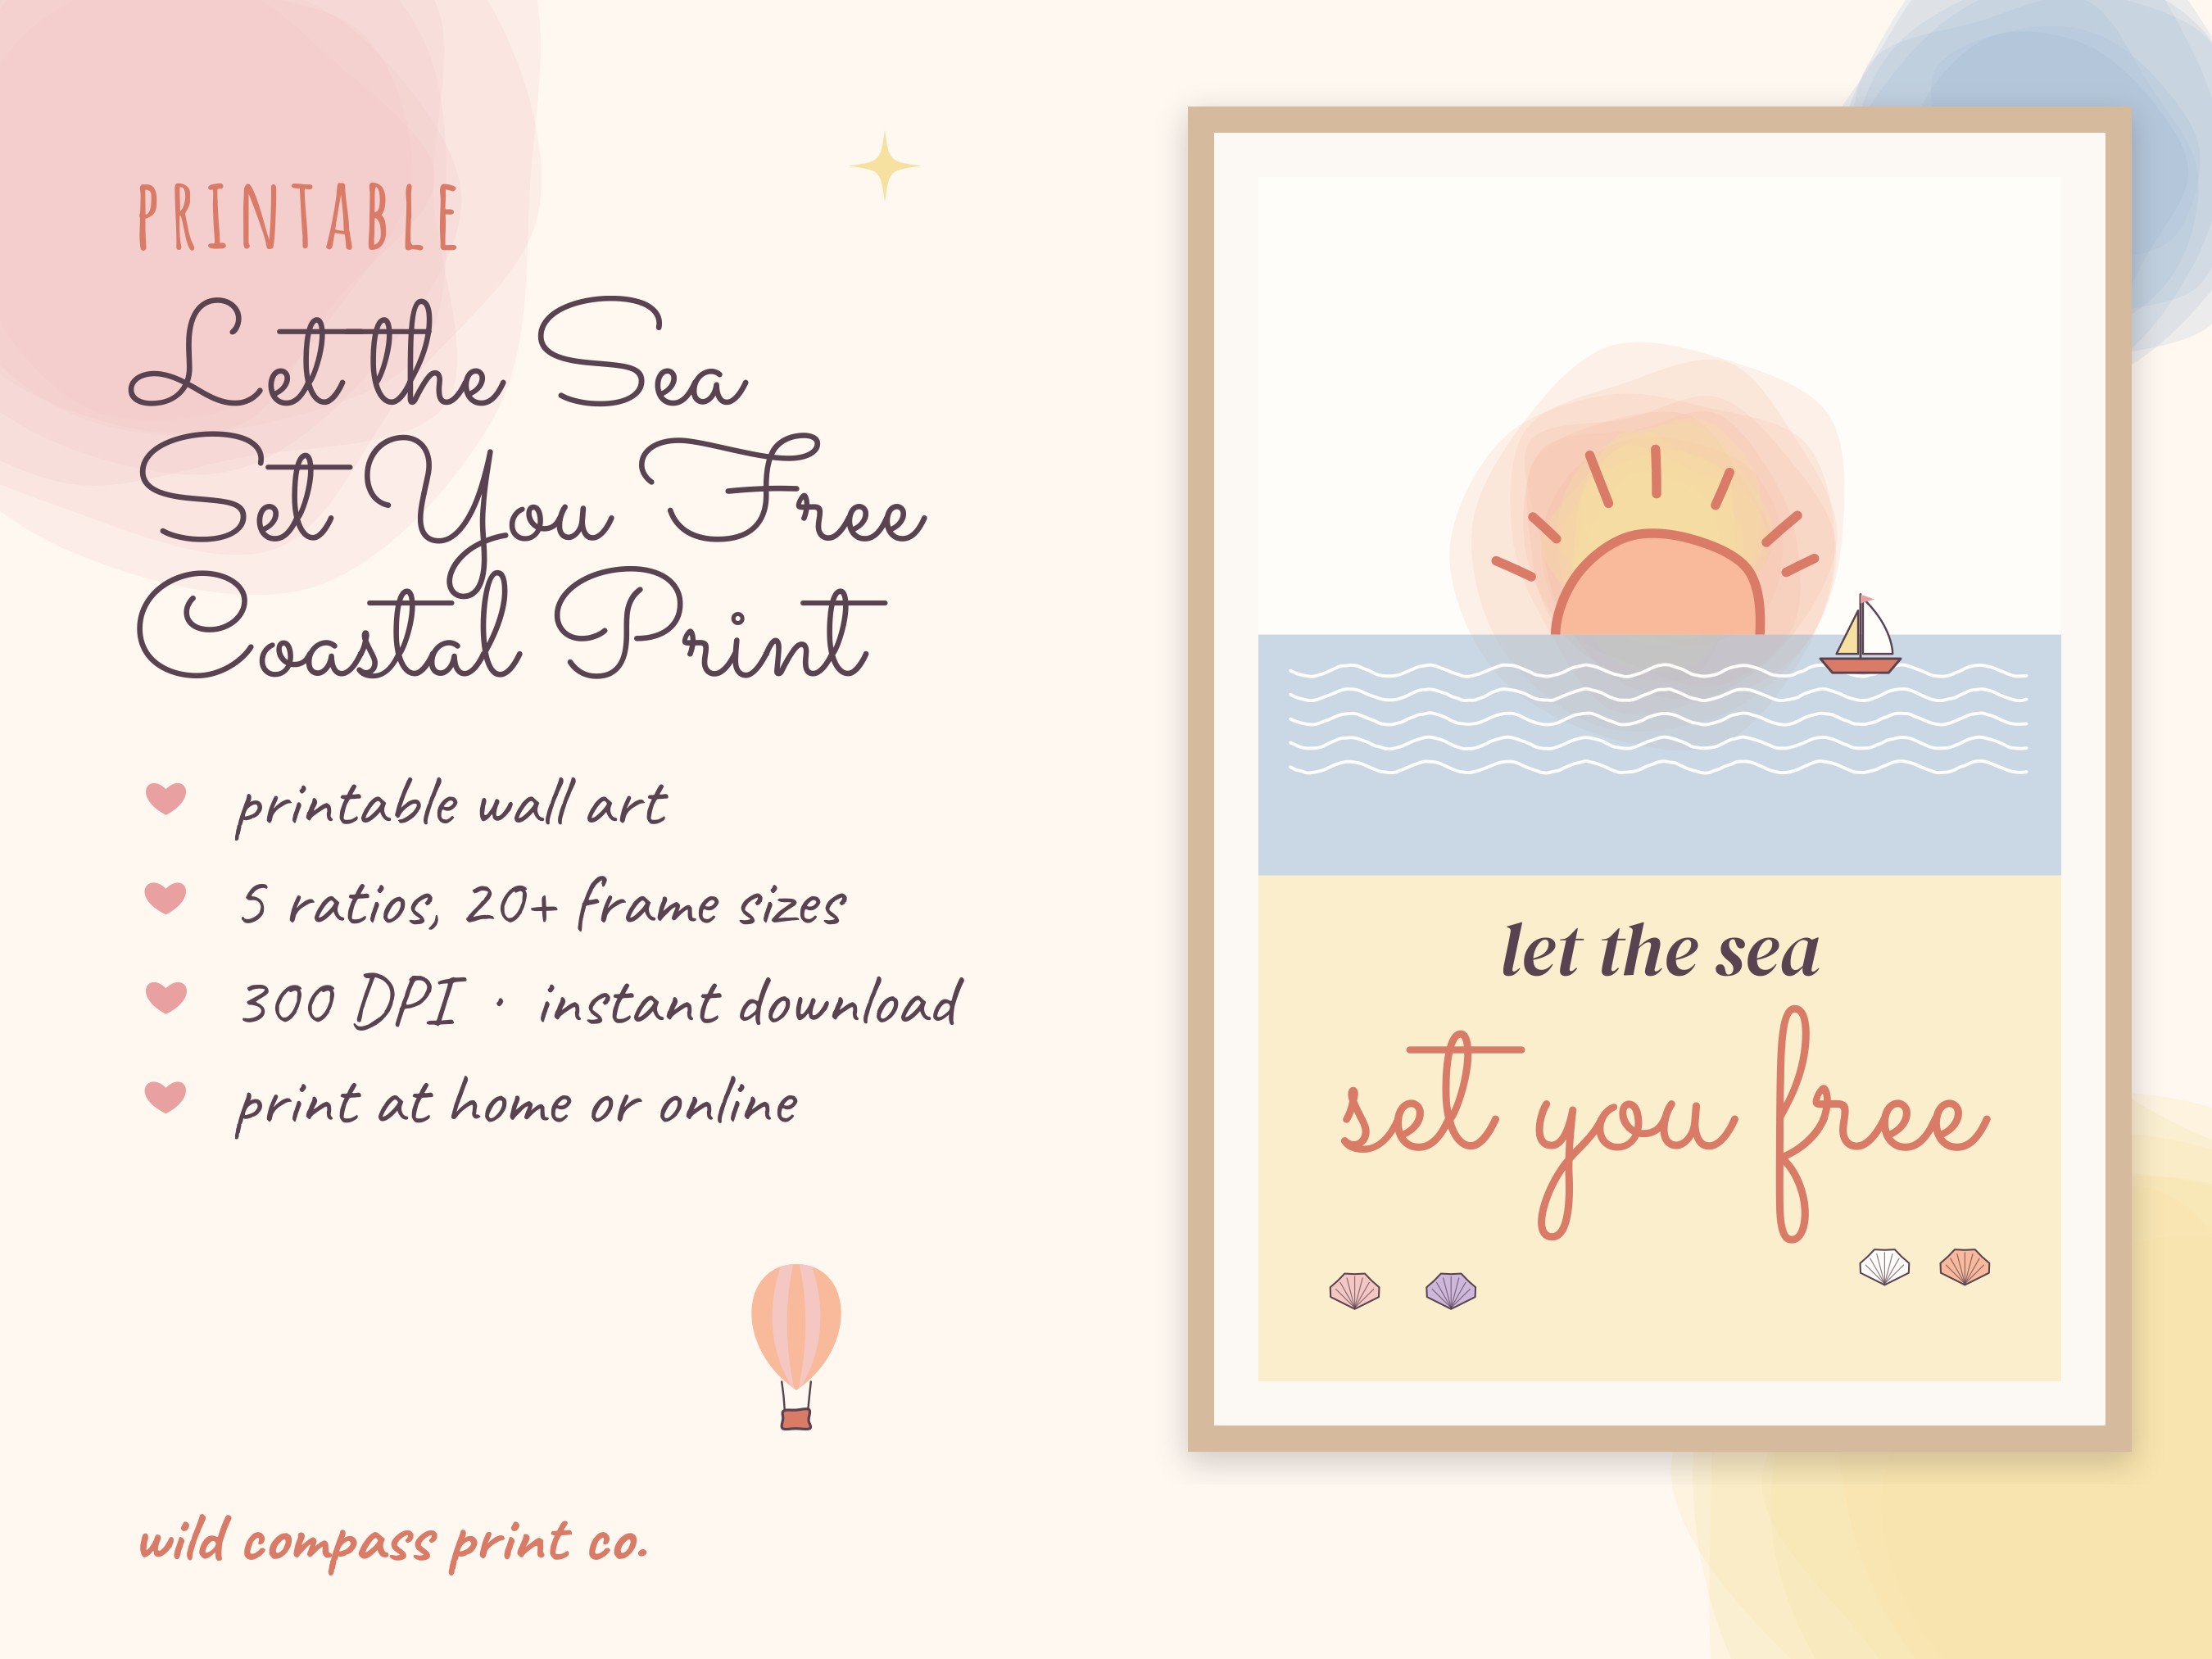 PRINTABLE
Let the Sea
Set You Free
Coastal Print
printable wall art
5 ratios, 20+ frame sizes
300 DPI · instant download
print at home or online
wild compass print co.
let the sea
set you free